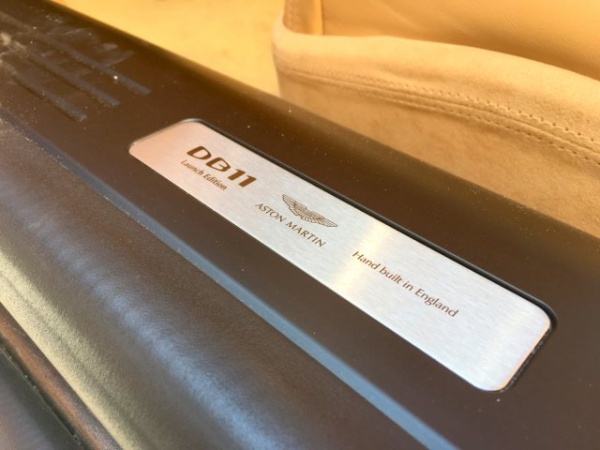 DB11
Launch Edition
ASTON MARTIN
Hand built in England